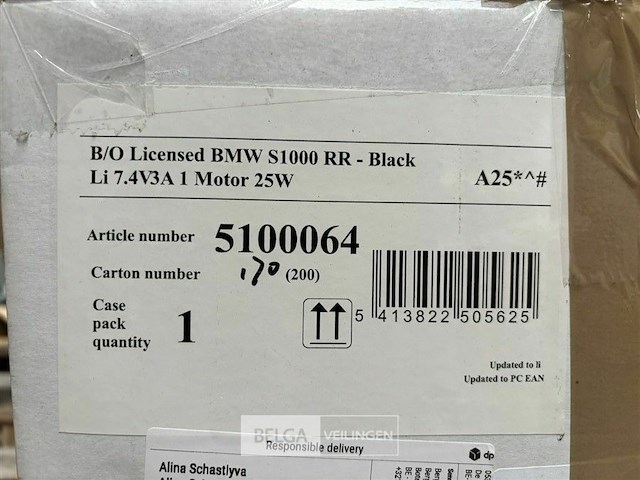 B/O Licensed BMW S1000 RR - Black
Li 7.4V3A 1 Motor 25W
A25*^#
Article number 5100064
Carton number 170 (200)
Case
pack
quantity
1
5 413822 505625
Updated to li
Updated to PC EAN
BELGA VEILINGEN
Responsible delivery
dp
Alina Schastlyva